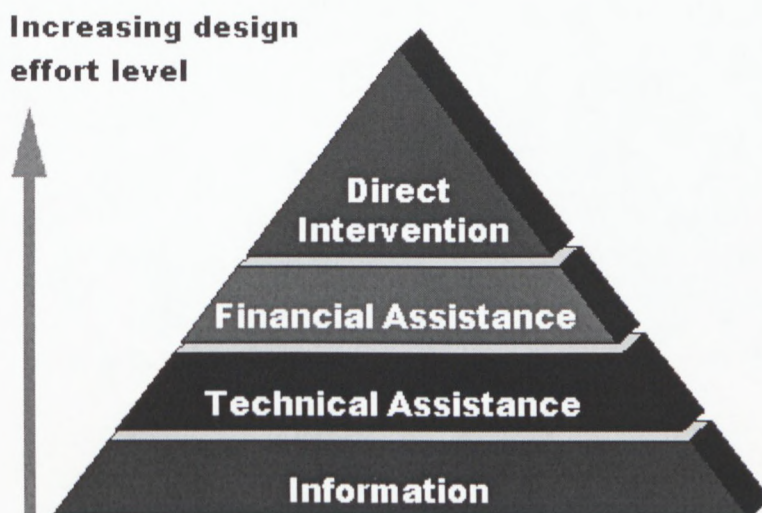 Increasing design
effort level
Direct
Intervention
Financial Assistance
Technical Assistance
Information